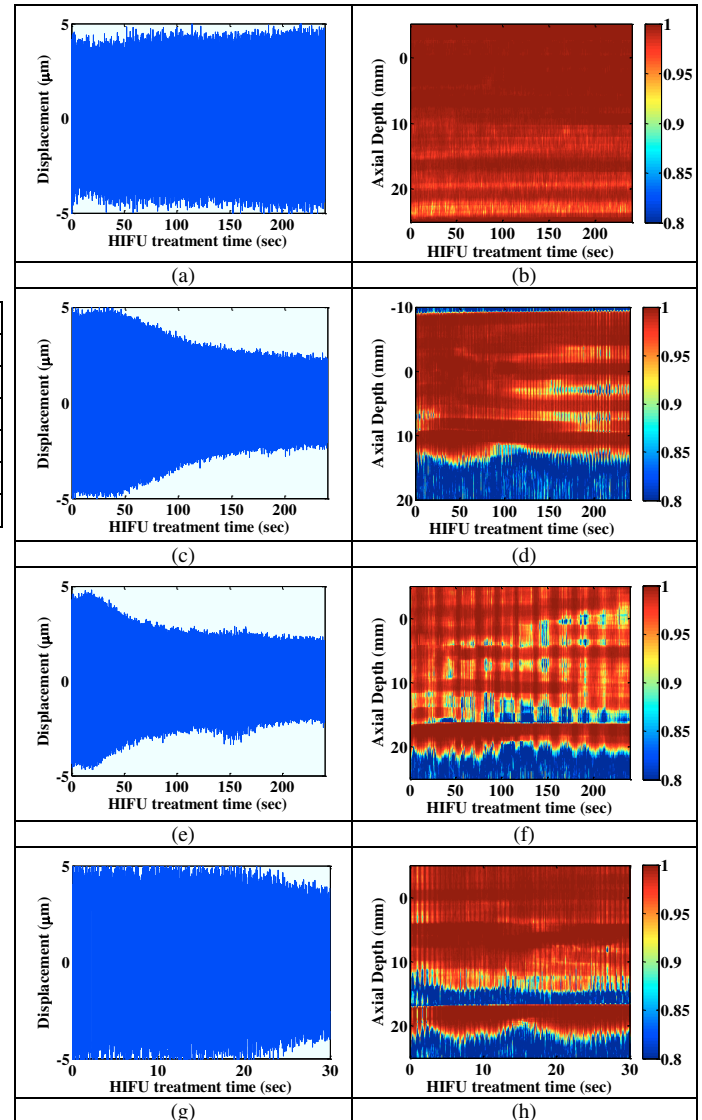 5
0
-5
Displacement (µm)
0 50 100 150 200
HIFU treatment time (sec)
(a)
0
10
20
Axial Depth (mm)
0 50 100 150 200
HIFU treatment time (sec)
1
0.95
0.9
0.85
0.8
(b)
5
0
-5
Displacement (µm)
0 50 100 150 200
HIFU treatment time (sec)
(c)
-10
0
10
20
Axial Depth (mm)
0 50 100 150 200
HIFU treatment time (sec)
1
0.95
0.9
0.85
0.8
(d)
5
0
-5
Displacement (µm)
0 50 100 150 200
HIFU treatment time (sec)
(e)
0
10
20
Axial Depth (mm)
0 50 100 150 200
HIFU treatment time (sec)
1
0.95
0.9
0.85
0.8
(f)
5
0
-5
Displacement (µm)
0 10 20 30
HIFU treatment time (sec)
(g)
0
10
20
Axial Depth (mm)
0 10 20 30
HIFU treatment time (sec)
1
0.95
0.9
0.85
0.8
(h)